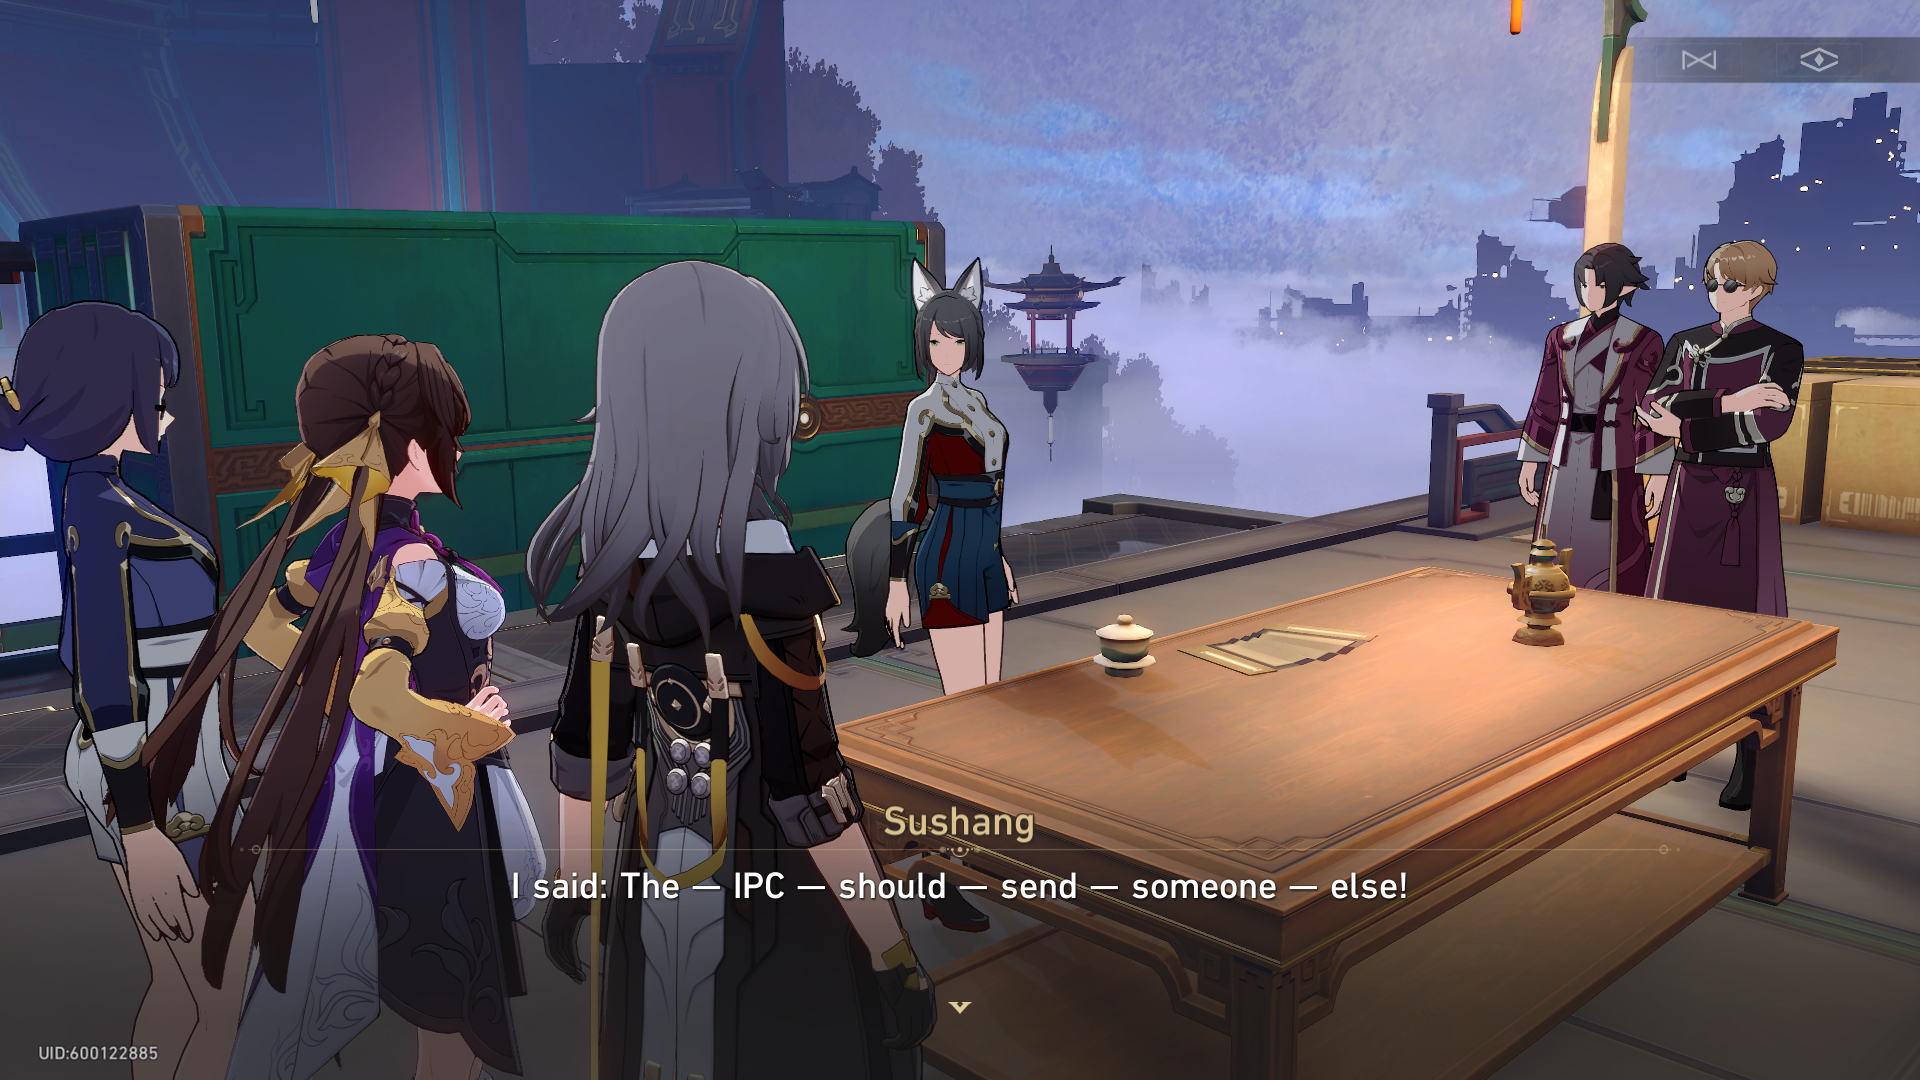 Sushang
I said: The — IPC — should — send — someone — else!
UID:600122885